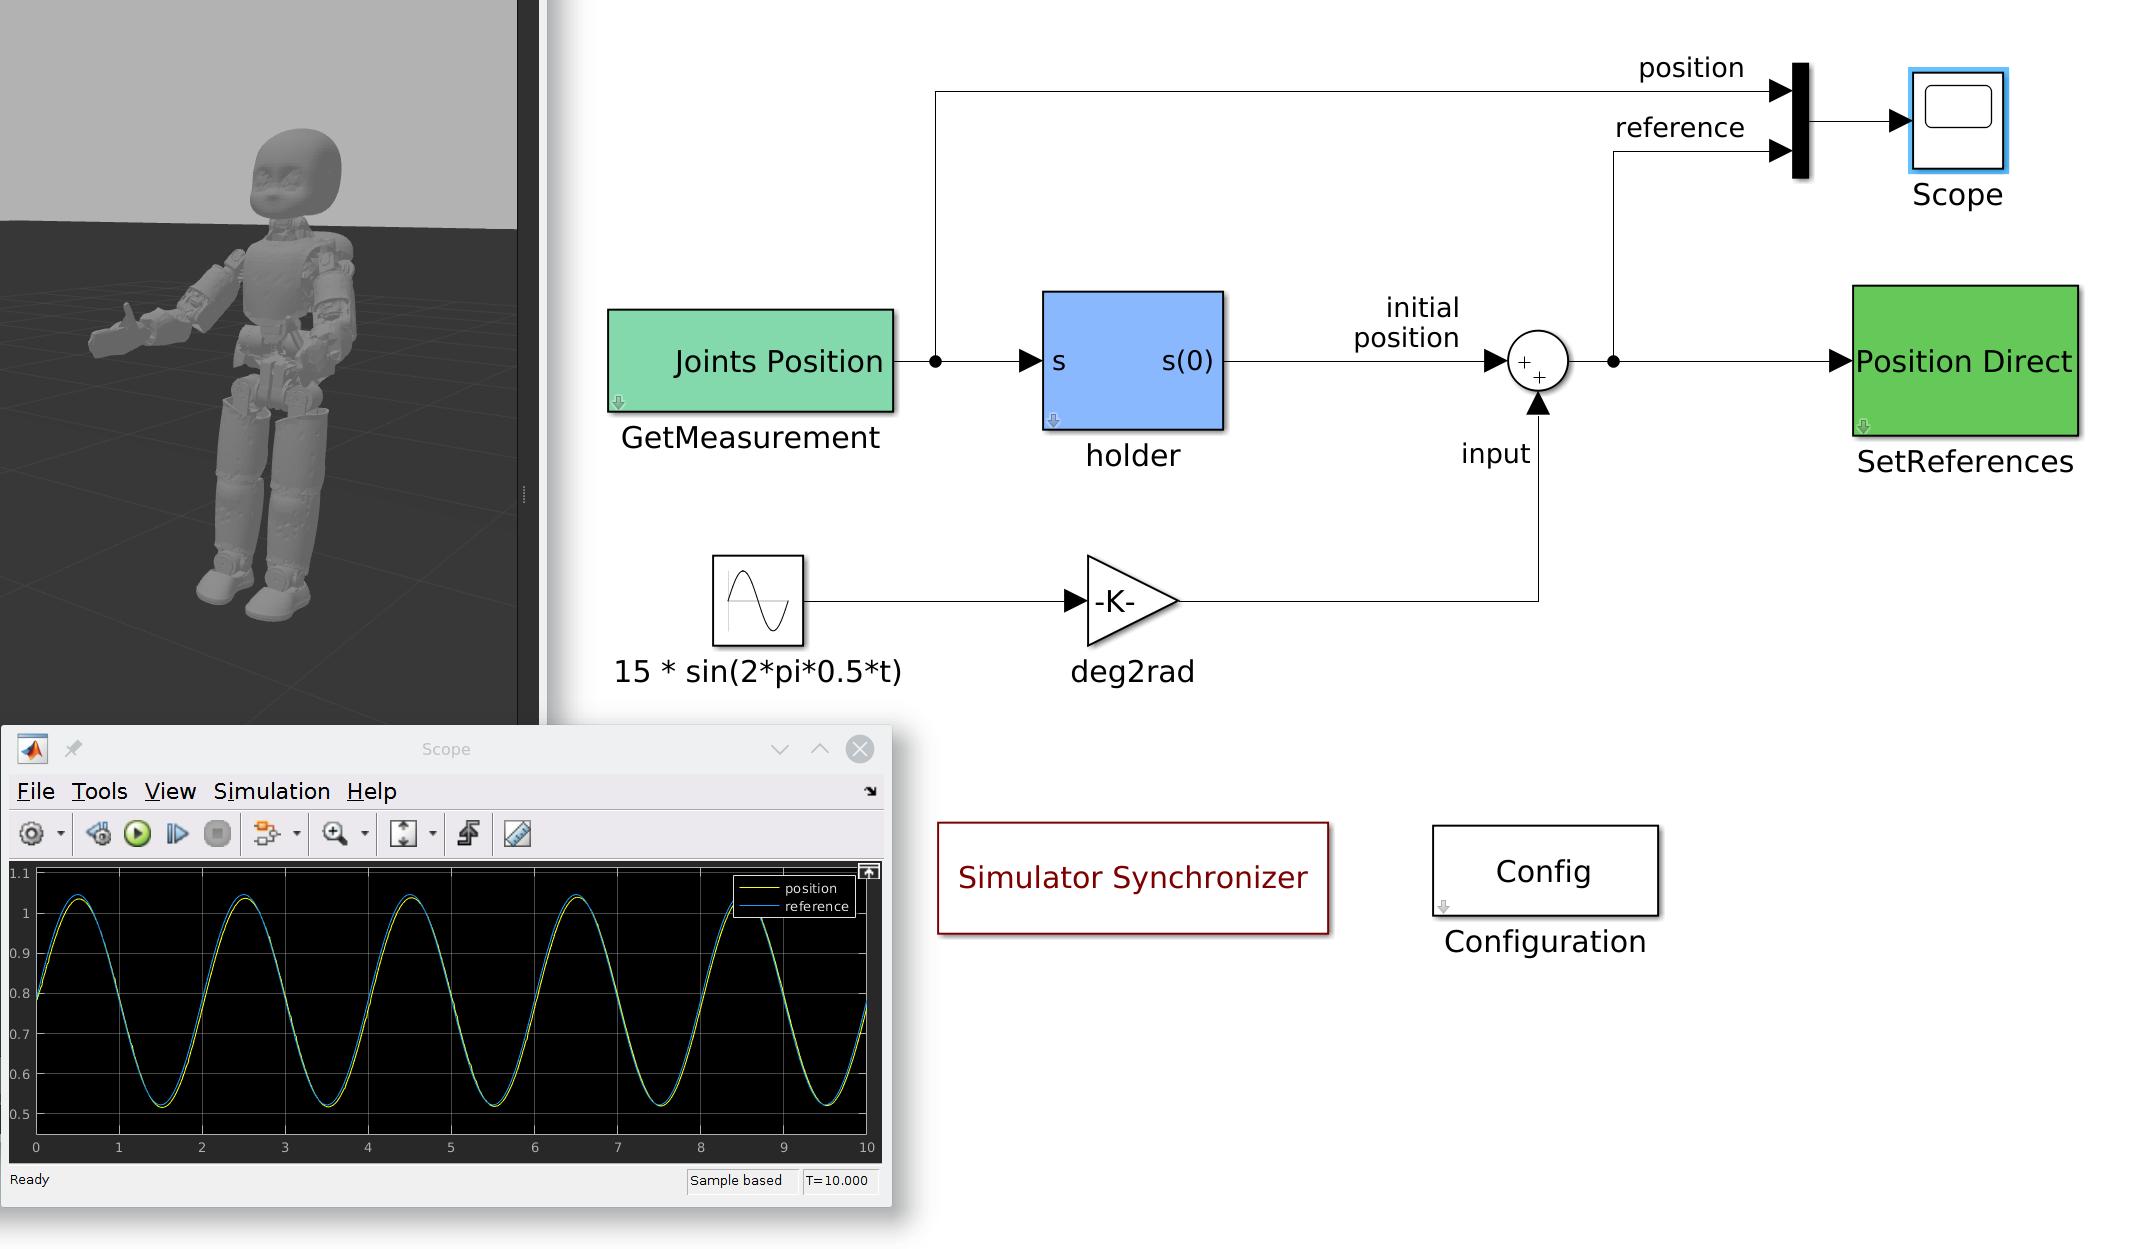 position
reference
Scope
initial
position
Joints Position
s
s(0)
+
+
Position Direct
GetMeasurement
holder
input
SetReferences
-K-
15 * sin(2*pi*0.5*t)
deg2rad
Scope
File Tools View Simulation Help
position
reference
1.1
1
0.9
0.8
0.7
0.6
0.5
0 1 2 3 4 5 6 7 8 9 10
Ready
Sample based
T=10.000
Simulator Synchronizer
Config
Configuration